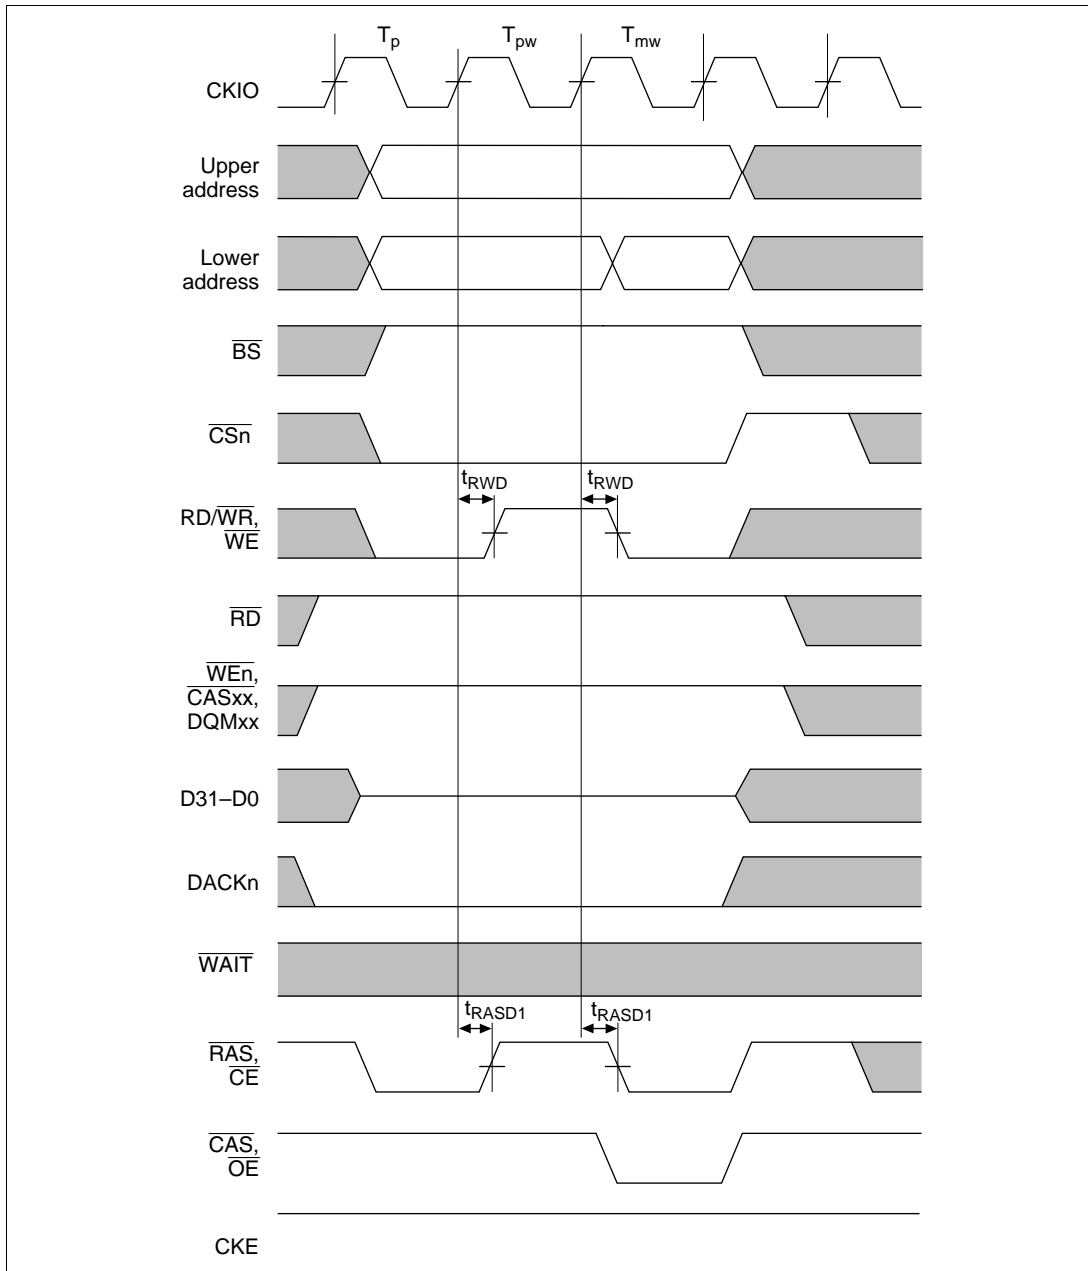 Tp Tpw Tmw
CKIO
Upper
address
Lower
address
BS
CSn
tRWD tRWD
RD/WR,
WE
RD
WEn,
CASxx,
DQMxx
D31–D0
DACKn
WAIT
tRASD1 tRASD1
RAS,
CE
CAS,
OE
CKE